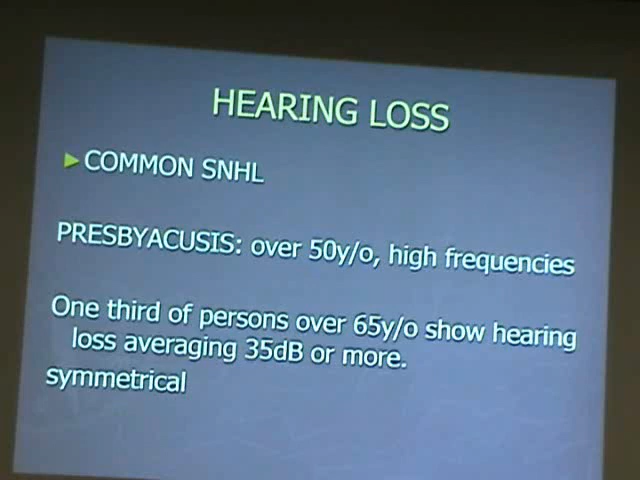 HEARING LOSS
COMMON SNHL
PRESBYACUSIS: over 50y/o, high frequencies
One third of persons over 65y/o show hearing
loss averaging 35dB or more.
symmetrical